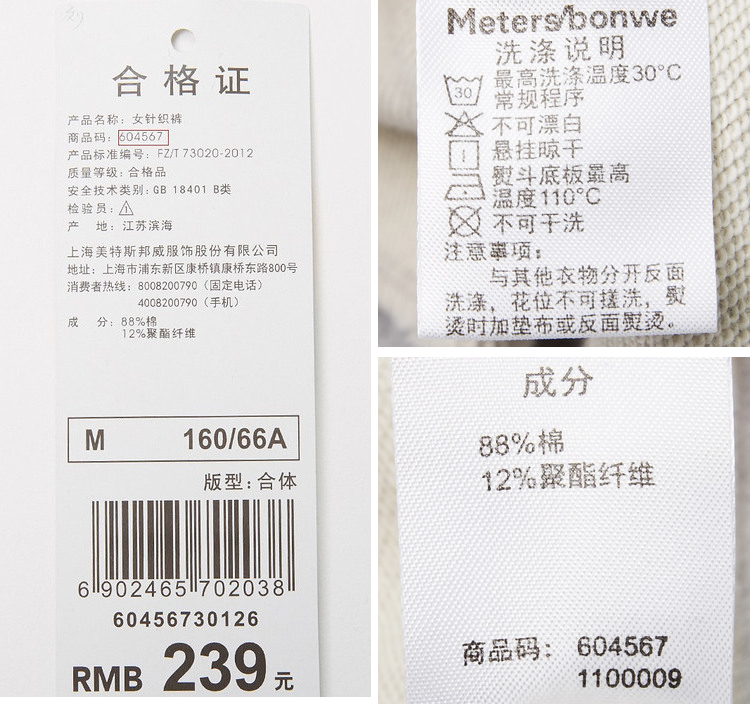 合格证
产品名称: 女针织裤
商品码: 604567
产品标准编号: FZ/T 73020-2012
质量等级: 合格品
安全技术类别: GB 18401 B类
检验员: 1
产 地: 江苏滨海
上海美特斯邦威服饰股份有限公司
地址: 上海市浦东新区康桥镇康桥东路800号
消费者热线: 8008200790 (固定电话)
4008200790 (手机)
成 分: 88%棉
12%聚酯纤维
M 160/66A
版型: 合体
6 902465 702038
60456730126
RMB 239元
Meters/bonwe
洗涤说明
30 最高洗涤温度30°C
常规程序
不可漂白
悬挂晾干
熨斗底板最高
温度110°C
不可干洗
注意事项:
与其他衣物分开反面
洗涤, 花位不可搓洗, 熨
烫时加垫布或反面熨烫。
成分
88%棉
12%聚酯纤维
商品码: 604567
1100009